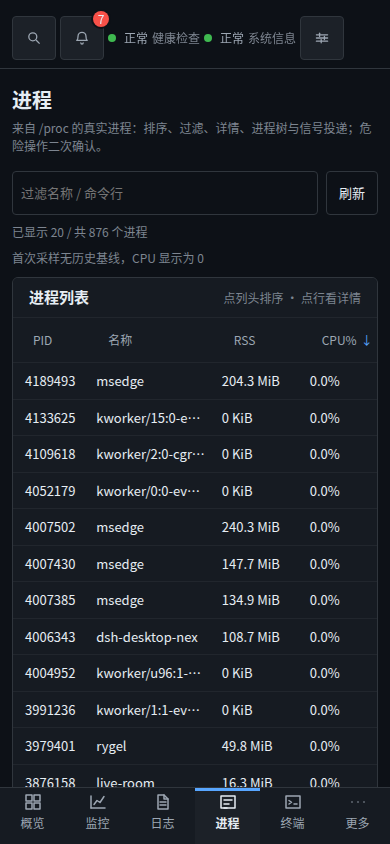 7
正常 健康检查 正常 系统信息
进程
来自 /proc 的真实进程：排序、过滤、详情、进程树与信号投递；危
险操作二次确认。
过滤名称 / 命令行 刷新
已显示 20 / 共 876 个进程
首次采样无历史基线，CPU 显示为 0
进程列表 点列头排序 · 点行看详情
PID 名称 RSS CPU% ↓
4189493 msedge 204.3 MiB 0.0%
4133625 kworker/15:0-e··· 0 KiB 0.0%
4109618 kworker/2:0-cgr··· 0 KiB 0.0%
4052179 kworker/0:0-ev··· 0 KiB 0.0%
4007502 msedge 240.3 MiB 0.0%
4007430 msedge 147.7 MiB 0.0%
4007385 msedge 134.9 MiB 0.0%
4006343 dsh-desktop-nex 108.7 MiB 0.0%
4004952 kworker/u96:1-··· 0 KiB 0.0%
3991236 kworker/1:1-ev··· 0 KiB 0.0%
3979401 rygel 49.8 MiB 0.0%
3876158 live-room 16.3 MiB 0.0%
概览 监控 日志 进程 终端 更多